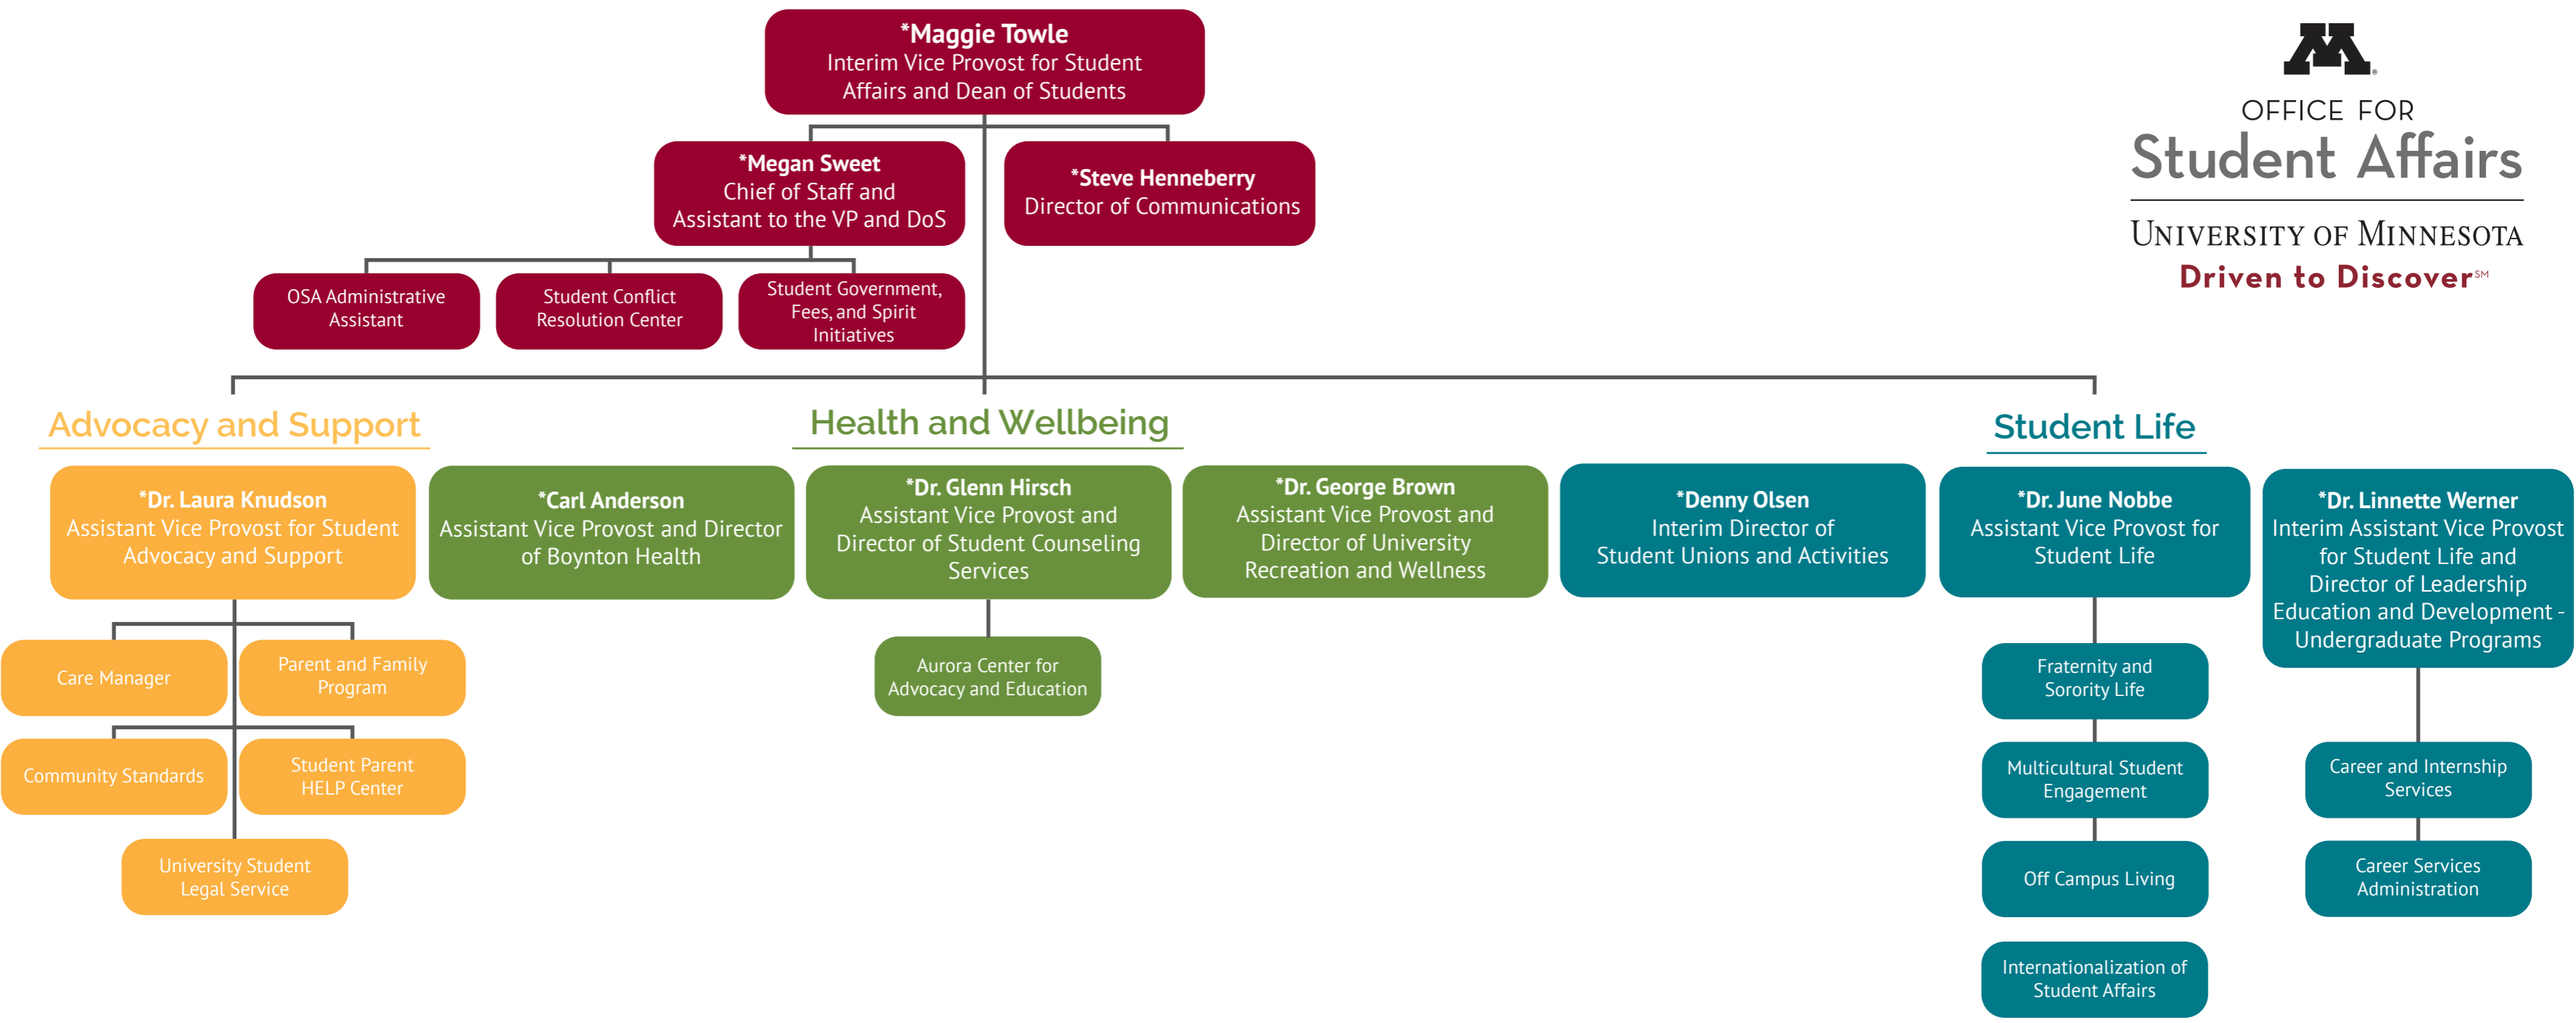 *Maggie Towle
Interim Vice Provost for Student
Affairs and Dean of Students
OFFICE FOR
Student Affairs
UNIVERSITY OF MINNESOTA
Driven to Discover℠
*Megan Sweet
Chief of Staff and
Assistant to the VP and DoS
*Steve Henneberry
Director of Communications
OSA Administrative
Assistant
Student Conflict
Resolution Center
Student Government,
Fees, and Spirit
Initiatives
Advocacy and Support
Health and Wellbeing
Student Life
*Dr. Laura Knudson
Assistant Vice Provost for Student
Advocacy and Support
*Carl Anderson
Assistant Vice Provost and Director
of Boynton Health
*Dr. Glenn Hirsch
Assistant Vice Provost and
Director of Student Counseling
Services
*Dr. George Brown
Assistant Vice Provost and
Director of University
Recreation and Wellness
*Denny Olsen
Interim Director of
Student Unions and Activities
*Dr. June Nobbe
Assistant Vice Provost for
Student Life
*Dr. Linnette Werner
Interim Assistant Vice Provost
for Student Life and
Director of Leadership
Education and Development -
Undergraduate Programs
Care Manager
Parent and Family
Program
Community Standards
Student Parent
HELP Center
University Student
Legal Service
Aurora Center for
Advocacy and Education
Fraternity and
Sorority Life
Multicultural Student
Engagement
Off Campus Living
Internationalization of
Student Affairs
Career and Internship
Services
Career Services
Administration